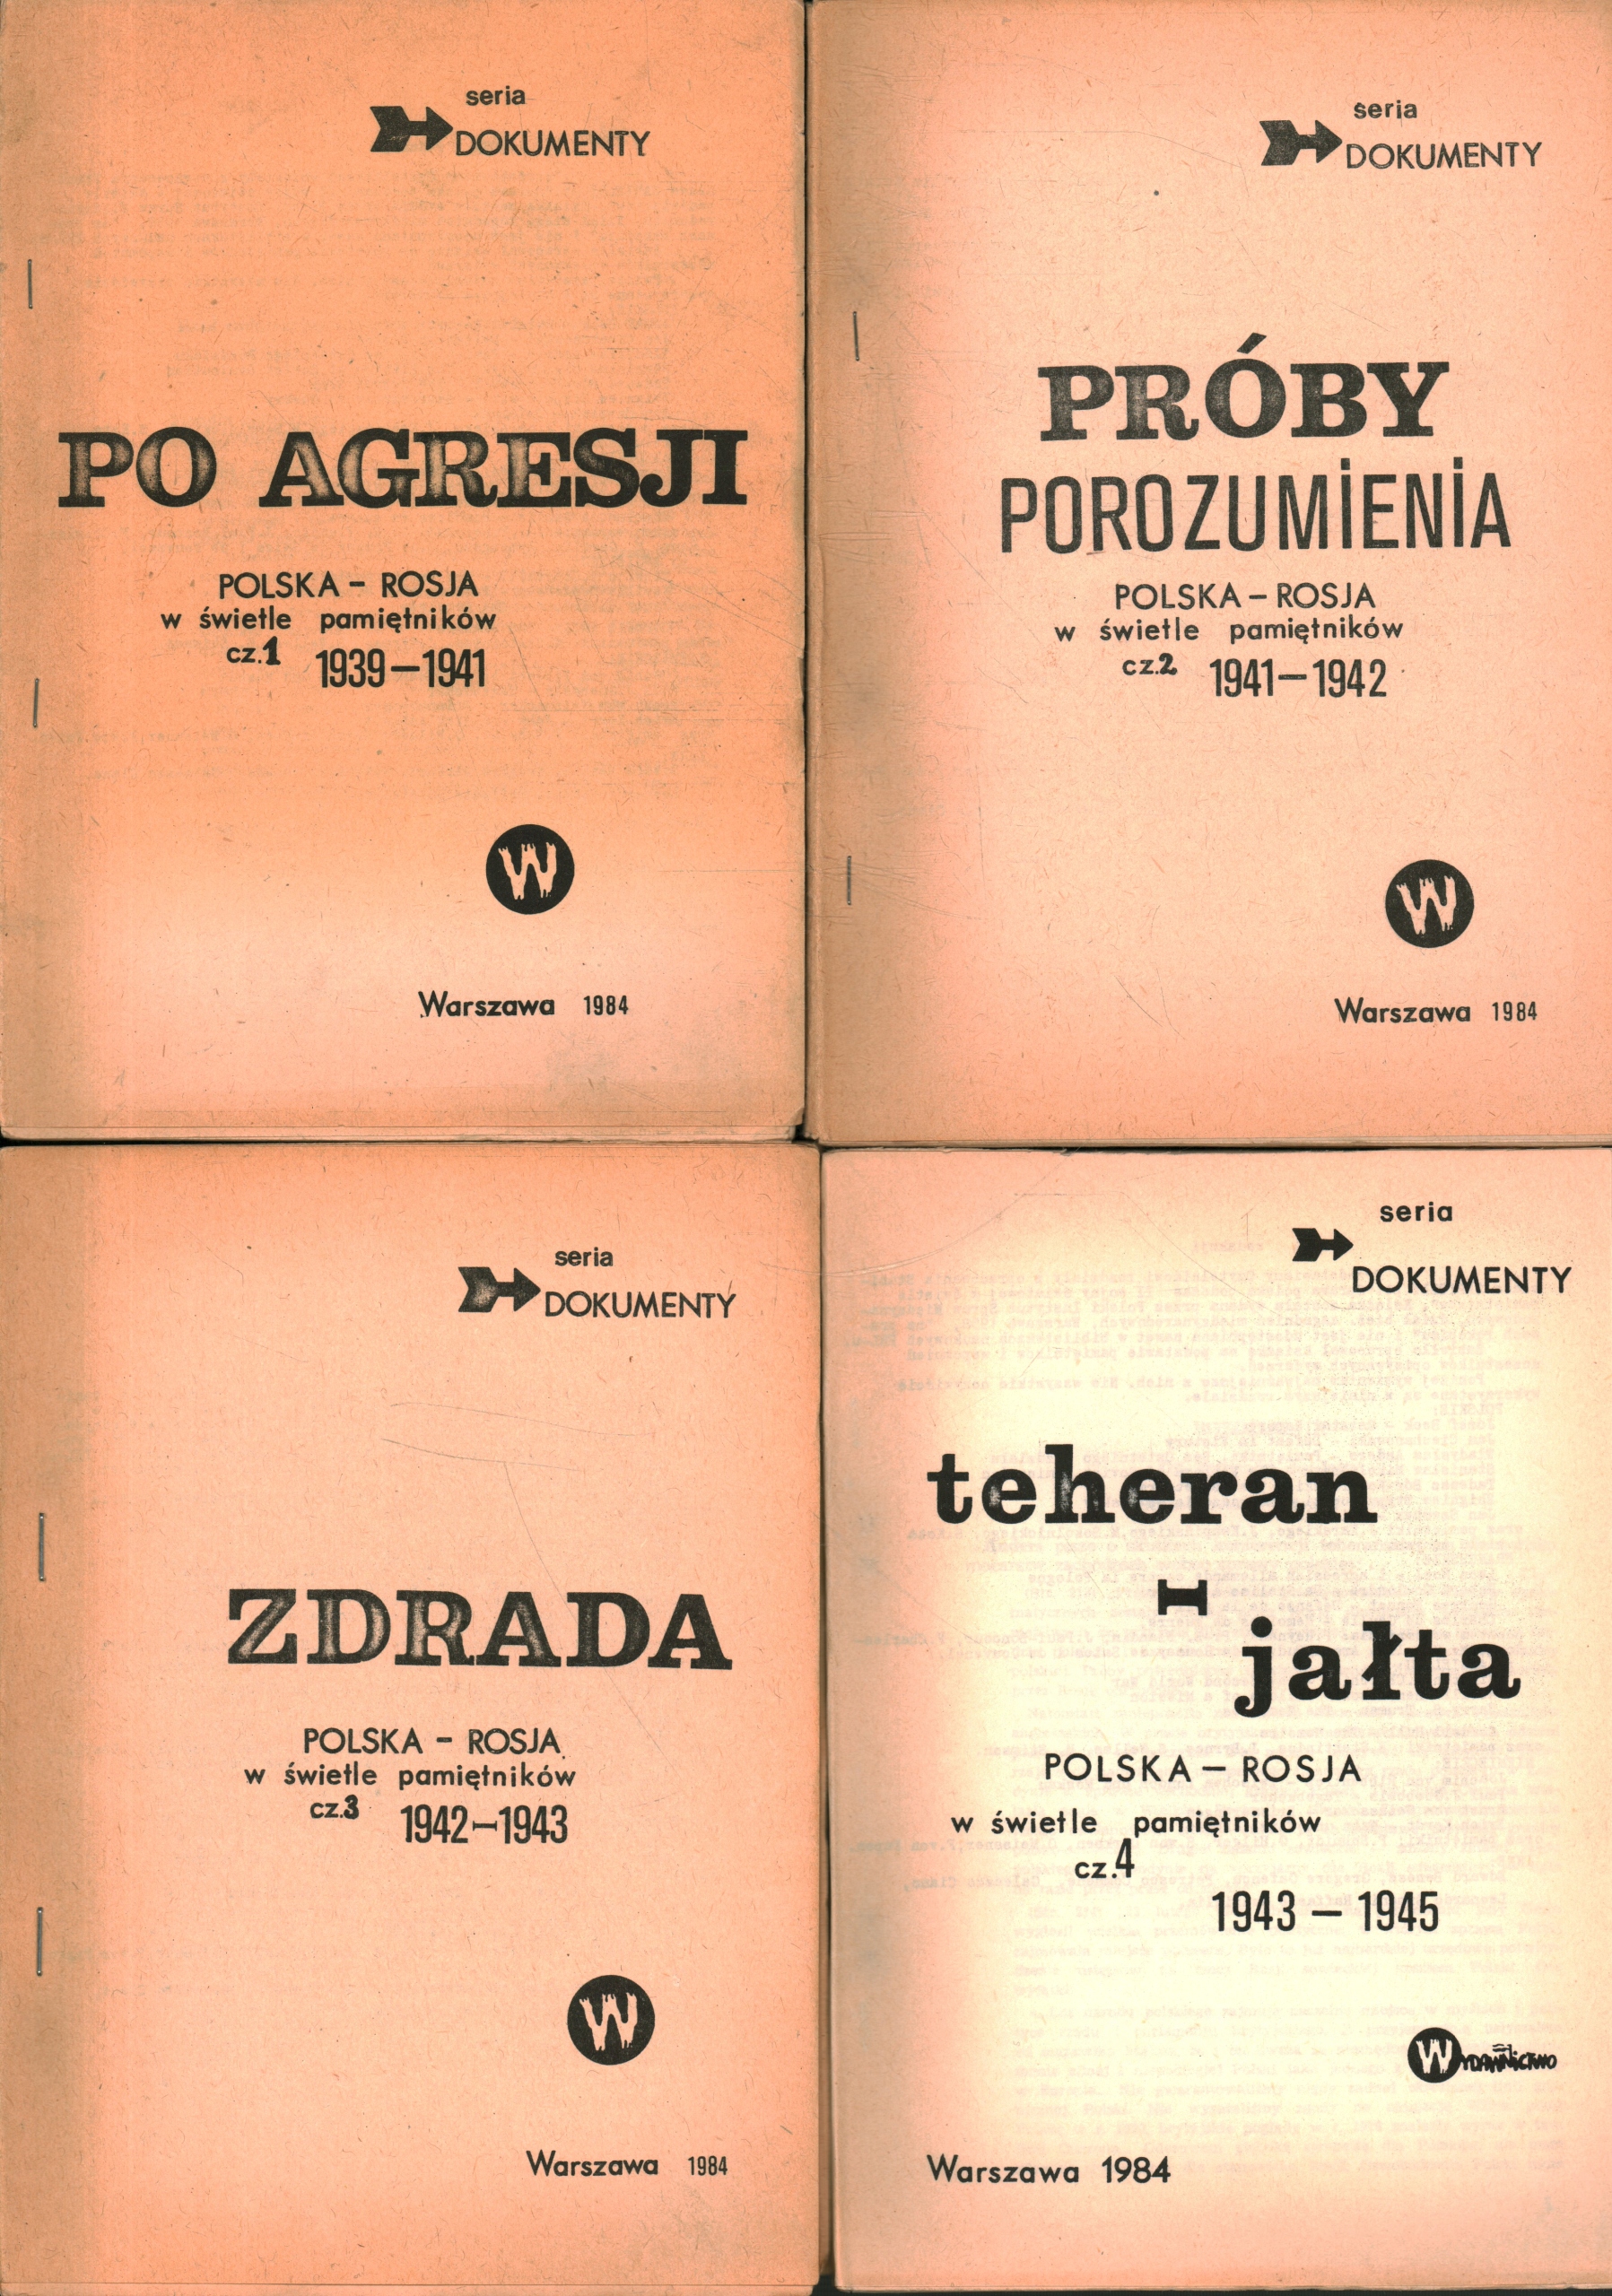 seria
DOKUMENTY
PO AGRESJI
POLSKA - ROSJA
w świetle pamiętników
cz.1 1939-1941
W
Warszawa 1984
seria
DOKUMENTY
PRÓBY
POROZUMIENIA
POLSKA - ROSJA
w świetle pamiętników
cz.2 1941-1942
W
Warszawa 1984
seria
DOKUMENTY
ZDRADA
POLSKA - ROSJA
w świetle pamiętników
cz.3 1942-1943
W
Warszawa 1984
seria
DOKUMENTY
teheran
-
jałta
POLSKA - ROSJA
w świetle pamiętników
cz.4
1943 - 1945
WYDAWNICTWO
Warszawa 1984